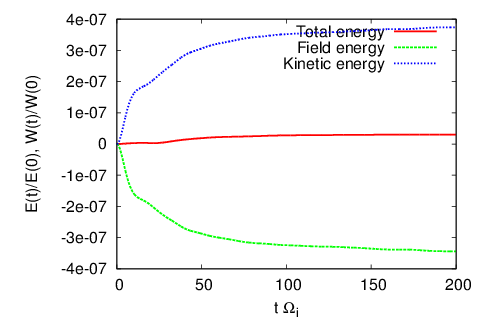 4e-07
3e-07
2e-07
1e-07
0
-1e-07
-2e-07
-3e-07
-4e-07
E(t)/E(0), W(t)/W(0)
Total energy
Field energy
Kinetic energy
0 50 100 150 200
t Ωi